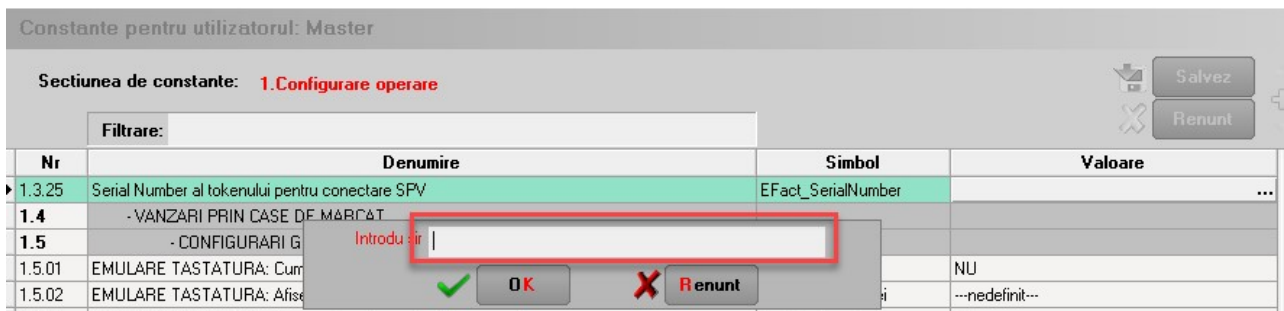 Constante pentru utilizatorul: Master
Sectiunea de constante: 1.Configurare operare
Salvez
Renunt
Filtrare:
Nr Denumire Simbol Valoare
1.3.25 Serial Number al tokenului pentru conectare SPV EFact_SerialNumber ...
1.4 - VANZARI PRIN CASE DE MARCAT
1.5 - CONFIGURARI G
Introdu sir
1.5.01 EMULARE TASTATURA: Cum NU
OK Renunt
1.5.02 EMULARE TASTATURA: Afise ---nedefinit---